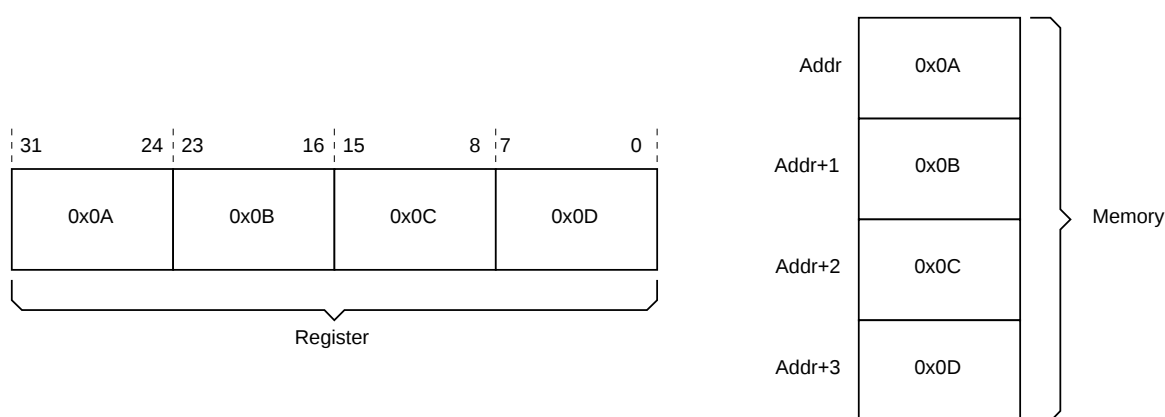 31 24 23 16 15 8 7 0
0x0A 0x0B 0x0C 0x0D
Register
Addr 0x0A
Addr+1 0x0B
Addr+2 0x0C
Addr+3 0x0D
Memory